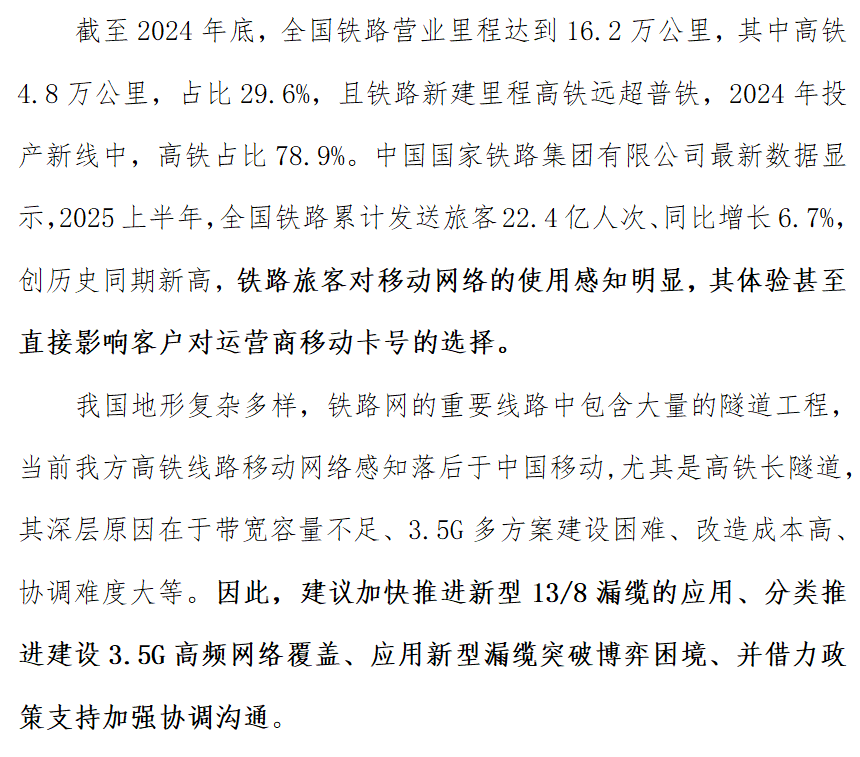 截至 2024 年底，全国铁路营业里程达到 16.2 万公里，其中高铁
4.8 万公里，占比 29.6%，且铁路新建里程高铁远超普铁，2024 年投
产新线中，高铁占比 78.9%。中国国家铁路集团有限公司最新数据显
示,2025 上半年,全国铁路累计发送旅客 22.4 亿人次、同比增长 6.7%,
创历史同期新高，铁路旅客对移动网络的使用感知明显，其体验甚至
直接影响客户对运营商移动卡号的选择。
我国地形复杂多样，铁路网的重要线路中包含大量的隧道工程，
当前我方高铁线路移动网络感知落后于中国移动,尤其是高铁长隧道,
其深层原因在于带宽容量不足、3.5G 多方案建设困难、改造成本高、
协调难度大等。因此，建议加快推进新型 13/8 漏缆的应用、分类推
进建设 3.5G 高频网络覆盖、应用新型漏缆突破博弈困境、并借力政
策支持加强协调沟通。